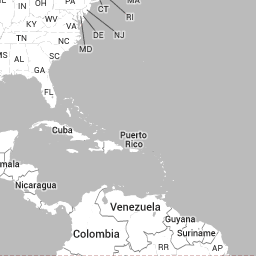 MA
IN
OH
PA
CT
RI
KY
WV
VA
DE
NJ
TN
NC
MD
MS
AL
SC
GA
FL
Cuba
Puerto
Rico
mala
Nicaragua
Venezuela
Guyana
Colombia
Suriname
RR
AP